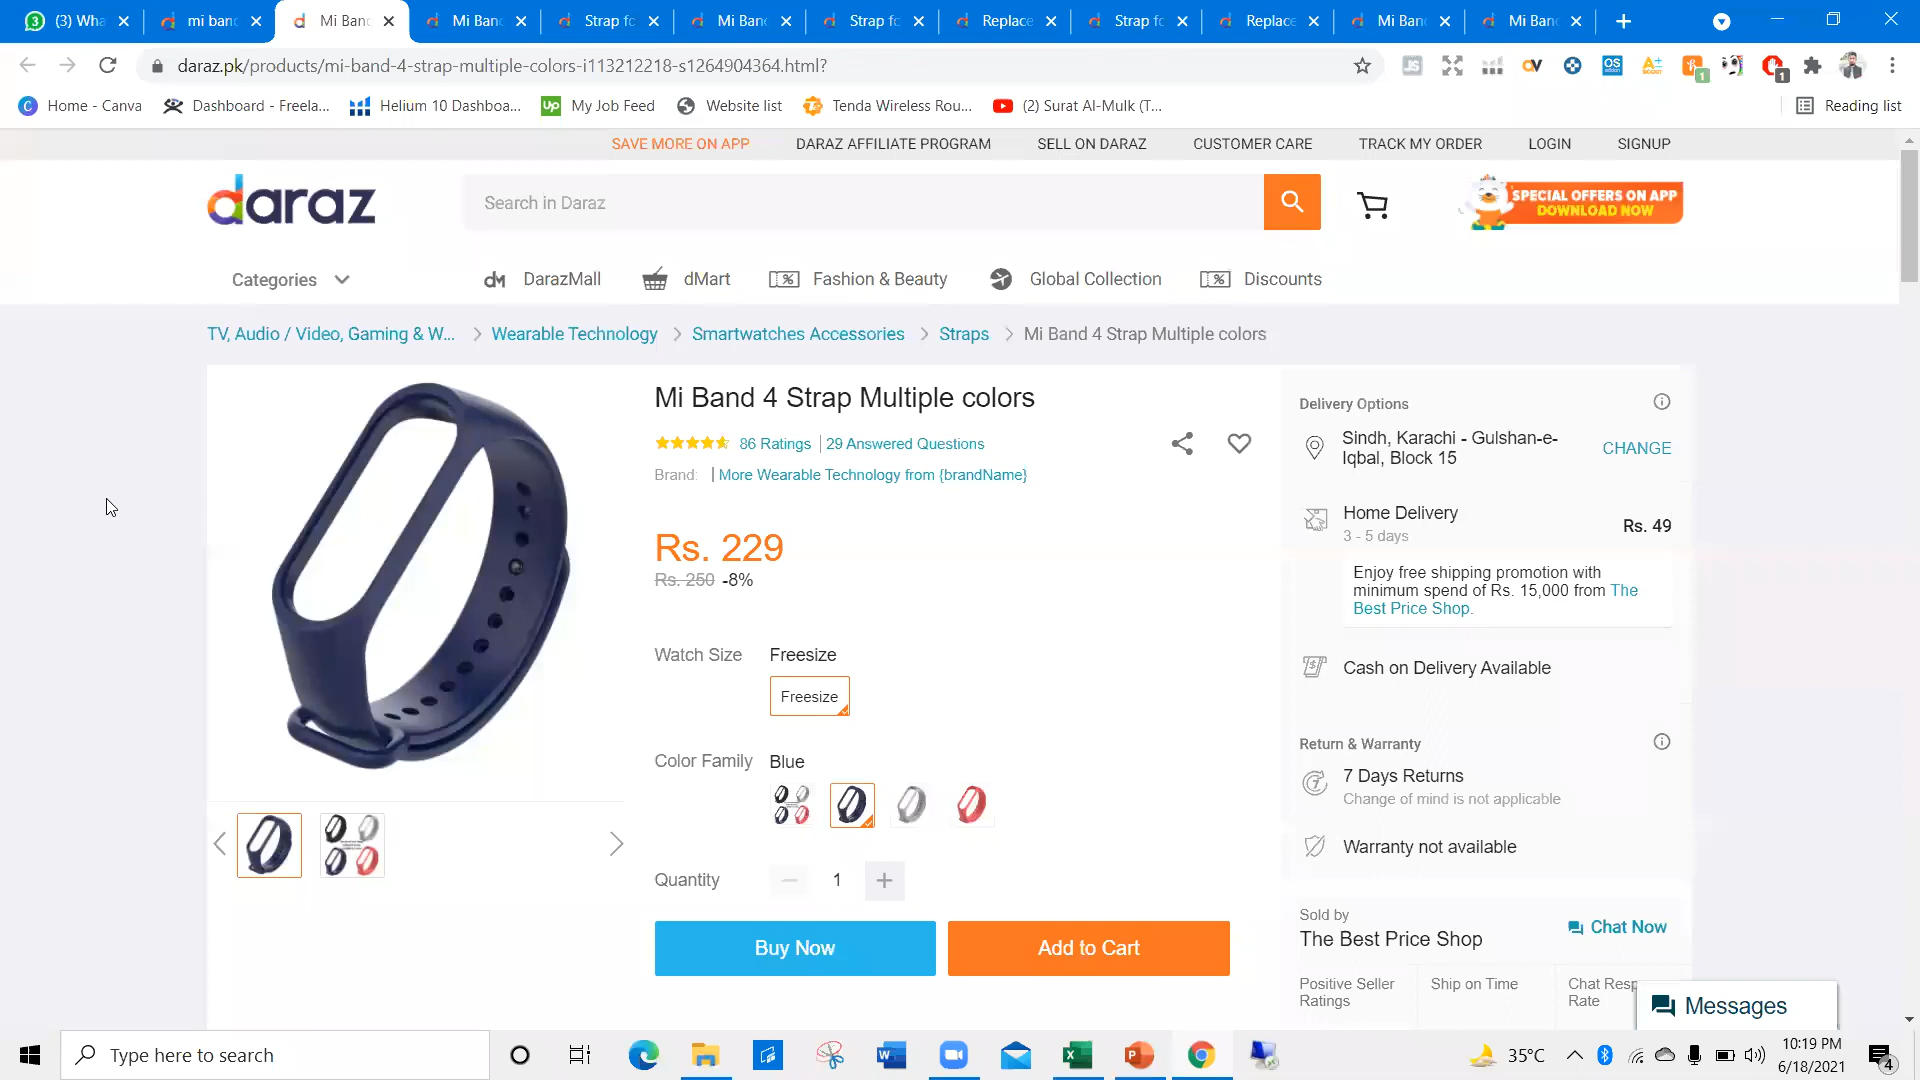 (3) Wha
mi ban
Mi Ban
Mi Ban
Strap fo
Mi Ban
Strap fo
Replace
Strap fo
Replace
Mi Ban
Mi Ban
daraz.pk/products/mi-band-4-strap-multiple-colors-i113212218-s1264904364.html?
Home - Canva
Dashboard - Freela...
Helium 10 Dashboa...
My Job Feed
Website list
Tenda Wireless Rou...
(2) Surat Al-Mulk (T...
Reading list
SAVE MORE ON APP
DARAZ AFFILIATE PROGRAM
SELL ON DARAZ
CUSTOMER CARE
TRACK MY ORDER
LOGIN
SIGNUP
daraz
Search in Daraz
SPECIAL OFFERS ON APP
DOWNLOAD NOW
Categories
DarazMall
dMart
Fashion & Beauty
Global Collection
Discounts
TV, Audio / Video, Gaming & W... > Wearable Technology > Smartwatches Accessories > Straps > Mi Band 4 Strap Multiple colors
Mi Band 4 Strap Multiple colors
86 Ratings | 29 Answered Questions
Brand: | More Wearable Technology from {brandName}
Rs. 229
Rs. 250 -8%
Watch Size Freesize
Freesize
Color Family Blue
Quantity 1
Buy Now
Add to Cart
Delivery Options
Sindh, Karachi - Gulshan-e-
Iqbal, Block 15
CHANGE
Home Delivery
3 - 5 days
Rs. 49
Enjoy free shipping promotion with
minimum spend of Rs. 15,000 from The
Best Price Shop.
Cash on Delivery Available
Return & Warranty
7 Days Returns
Change of mind is not applicable
Warranty not available
Sold by
The Best Price Shop
Chat Now
Positive Seller
Ratings
Ship on Time
Chat Resp
Rate
Messages
Type here to search
35°C
10:19 PM
6/18/2021
4